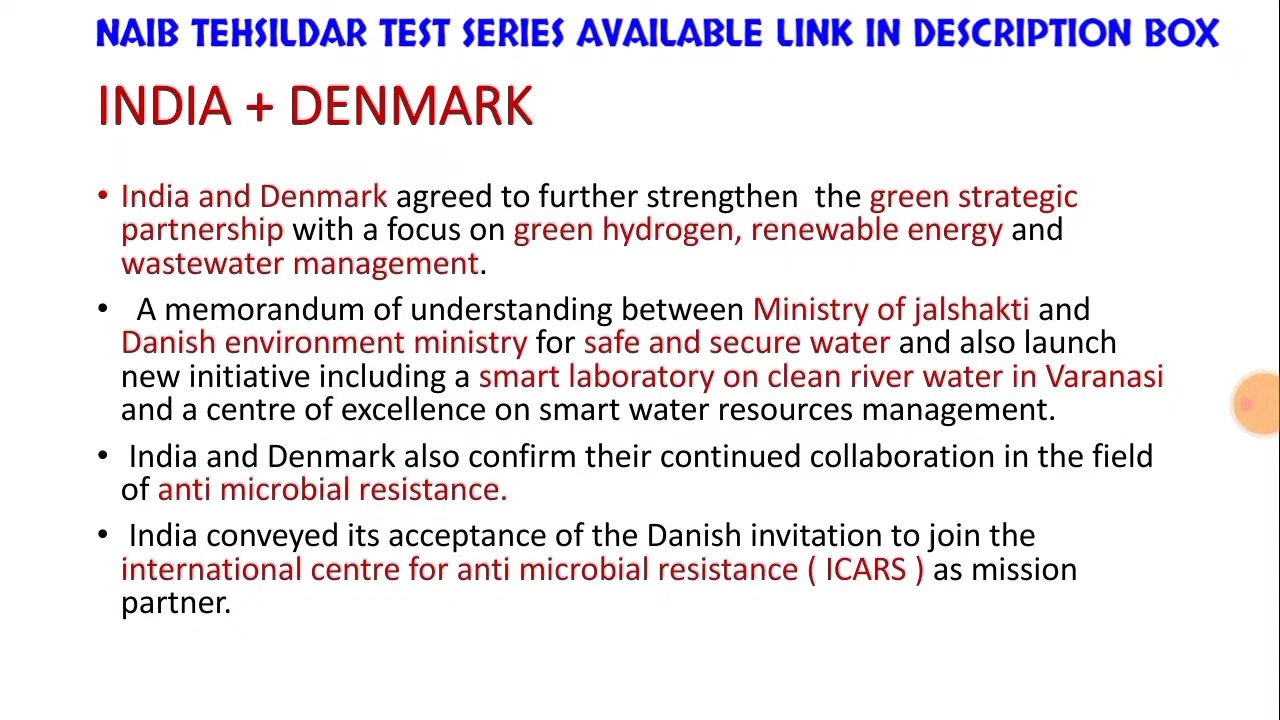 NAIB TEHSILDAR TEST SERIES AVAILABLE LINK IN DESCRIPTION BOX
INDIA + DENMARK
• India and Denmark agreed to further strengthen the green strategic
partnership with a focus on green hydrogen, renewable energy and
wastewater management.
• A memorandum of understanding between Ministry of jalshakti and
Danish environment ministry for safe and secure water and also launch
new initiative including a smart laboratory on clean river water in Varanasi
and a centre of excellence on smart water resources management.
• India and Denmark also confirm their continued collaboration in the field
of anti microbial resistance.
• India conveyed its acceptance of the Danish invitation to join the
international centre for anti microbial resistance ( ICARS ) as mission
partner.